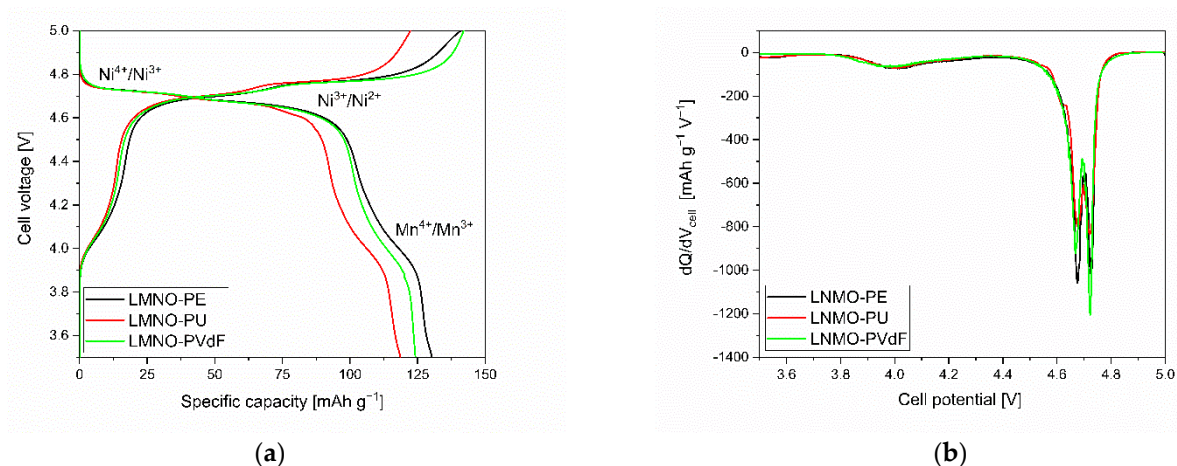 5.0
4.8
4.6
4.4
4.2
4.0
3.8
3.6
Cell voltage [V]
Ni⁴⁺/Ni³⁺
Ni³⁺/Ni²⁺
Mn⁴⁺/Mn³⁺
LMNO-PE
LMNO-PU
LMNO-PVdF
0 25 50 75 100 125 150
Specific capacity [mAh g⁻¹]
(a)
0
-200
-400
-600
-800
-1000
-1200
-1400
dQ/dV_cell [mAh g⁻¹ V⁻¹]
LNMO-PE
LNMO-PU
LNMO-PVdF
3.6 3.8 4.0 4.2 4.4 4.6 4.8 5.0
Cell potential [V]
(b)